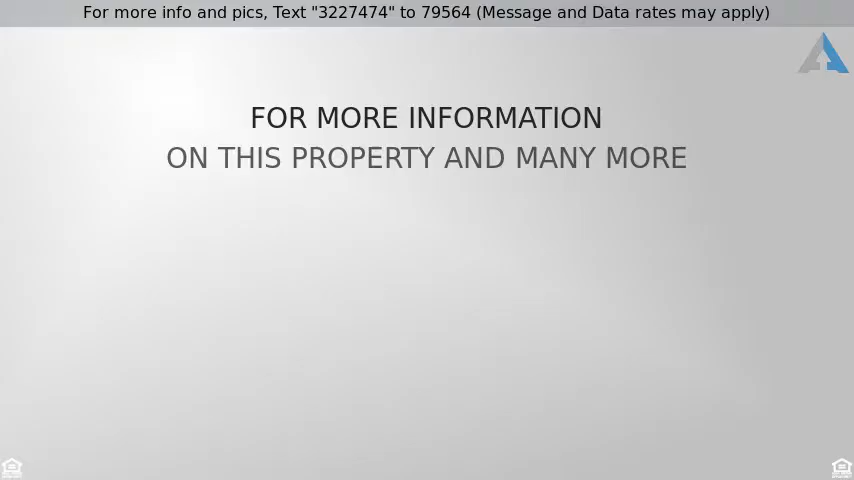 For more info and pics, Text "3227474" to 79564 (Message and Data rates may apply)
FOR MORE INFORMATION
ON THIS PROPERTY AND MANY MORE